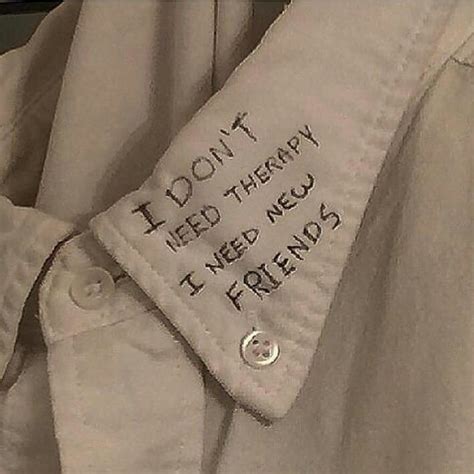 I DON'T
NEED THERAPY
I NEED NEW
FRIENDS